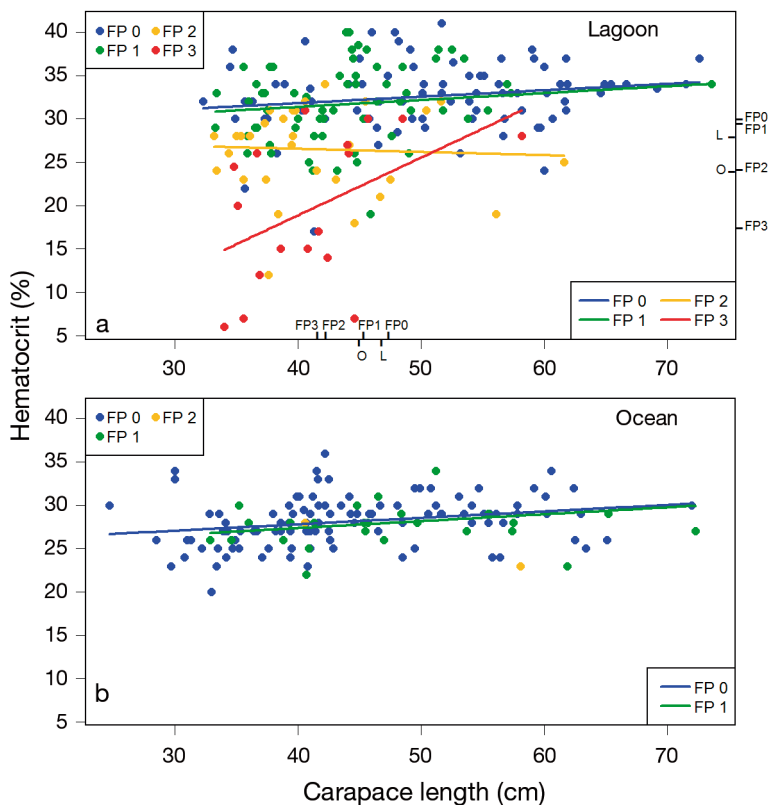 FP 0 FP 2
FP 1 FP 3
Lagoon
40
35
30
25
20
15
10
5
FP0
FP1
L
O
FP2
FP3
FP 0 FP 2
FP 1 FP 3
a
FP3 FP2 FP1 FP0
30 40 50 60 70
O L
Hematocrit (%)
FP 0 FP 2
FP 1
Ocean
40
35
30
25
20
15
10
5
b
FP 0
FP 1
30 40 50 60 70
Carapace length (cm)